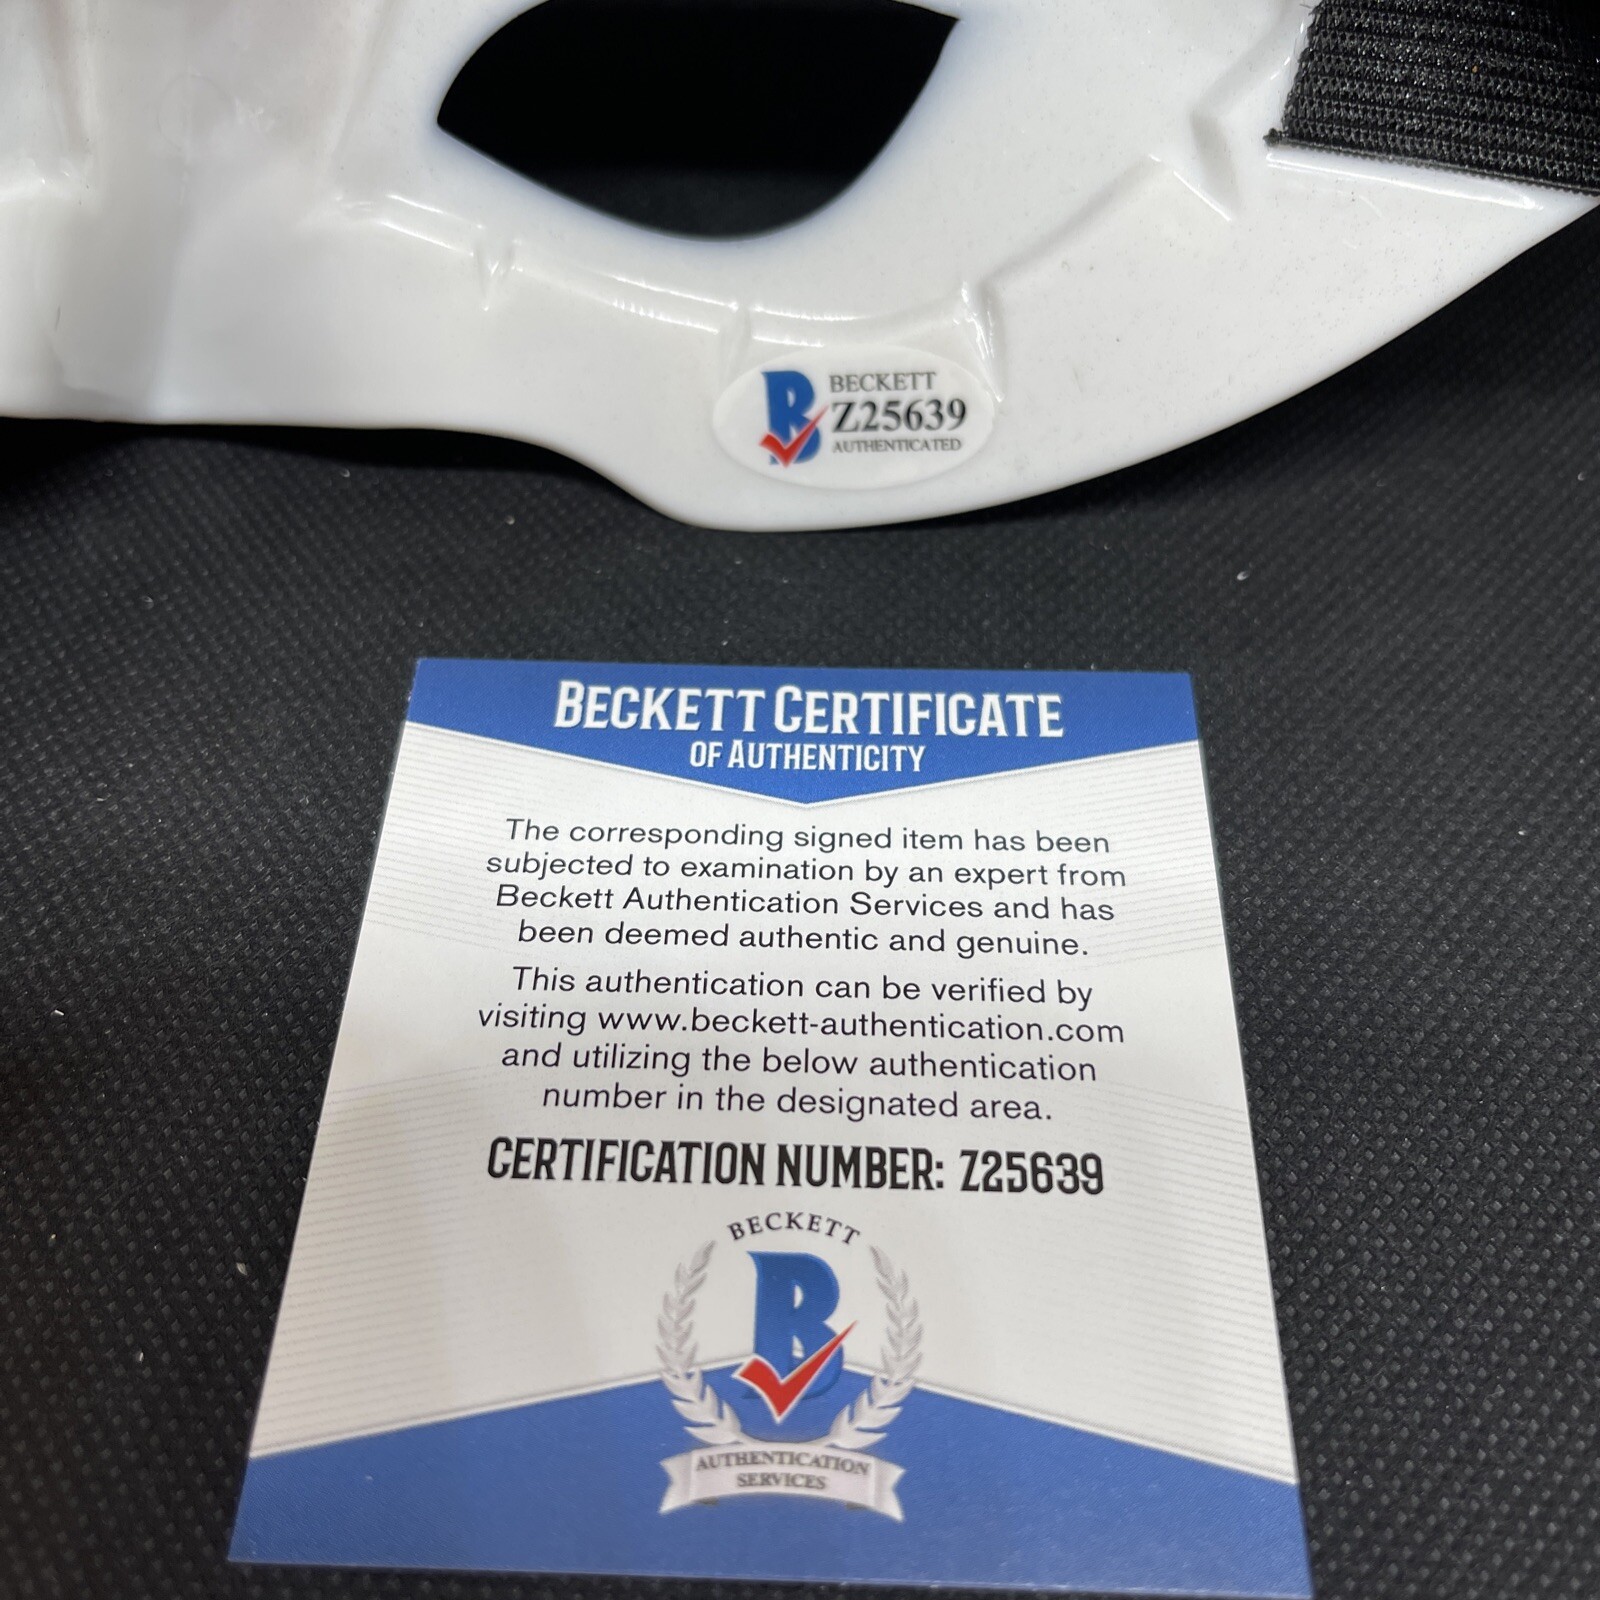 BECKETT
Z25639
AUTHENTICATED
BECKETT CERTIFICATE
OF AUTHENTICITY
The corresponding signed item has been
subjected to examination by an expert from
Beckett Authentication Services and has
been deemed authentic and genuine.
This authentication can be verified by
visiting www.beckett-authentication.com
and utilizing the below authentication
number in the designated area.
CERTIFICATION NUMBER: Z25639
BECKETT
B
AUTHENTICATION
SERVICES